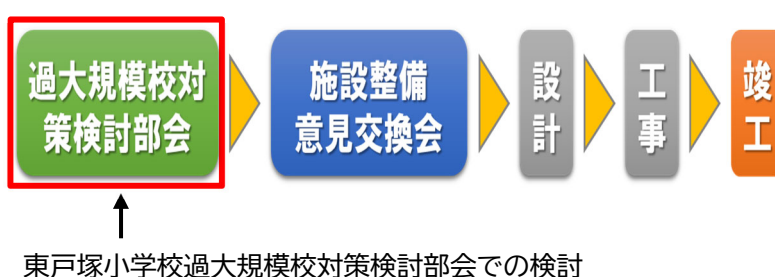 過大規模校対
策検討部会
施設整備
意見交換会
設
計
工
事
竣
工
東戸塚小学校過大規模校対策検討部会での検討